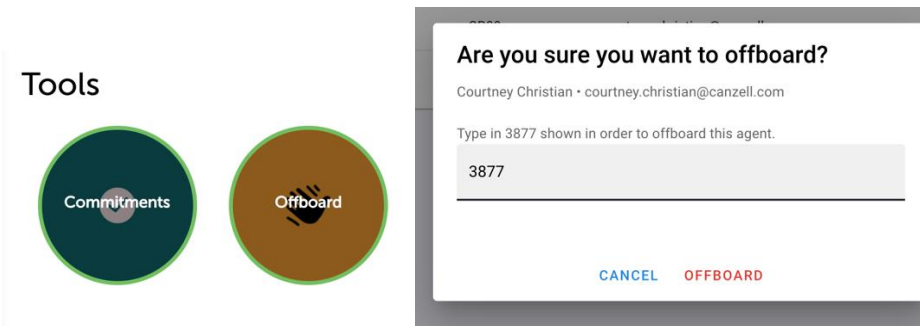 Tools
Commitments
Offboard
Are you sure you want to offboard?
Courtney Christian • courtney.christian@canzell.com
Type in 3877 shown in order to offboard this agent.
3877
CANCEL
OFFBOARD